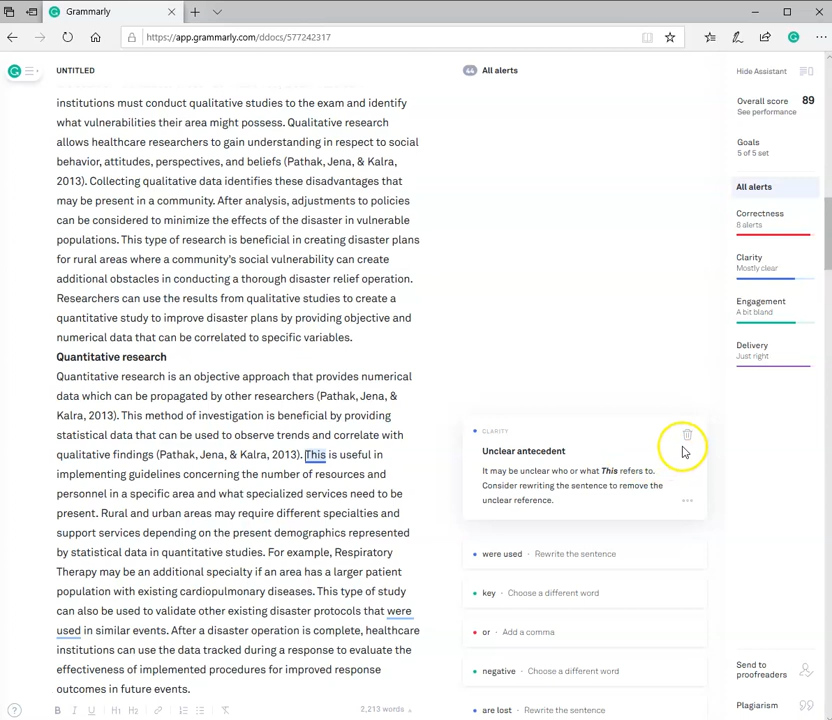 Grammarly
https://app.grammarly.com/ddocs/577242317
UNTITLED
institutions must conduct qualitative studies to the exam and identify
what vulnerabilities their area might possess. Qualitative research
allows healthcare researchers to gain understanding in respect to social
behavior, attitudes, perspectives, and beliefs (Pathak, Jena, & Kalra,
2013). Collecting qualitative data identifies these disadvantages that
may be present in a community. After analysis, adjustments to policies
can be considered to minimize the effects of the disaster in vulnerable
populations. This type of research is beneficial in creating disaster plans
for rural areas where a community's social vulnerability can create
additional obstacles in conducting a thorough disaster relief operation.
Researchers can use the results from qualitative studies to create a
quantitative study to improve disaster plans by providing objective and
numerical data that can be correlated to specific variables.
Quantitative research
Quantitative research is an objective approach that provides numerical
data which can be propagated by other researchers (Pathak, Jena, &
Kalra, 2013). This method of investigation is beneficial by providing
statistical data that can be used to observe trends and correlate with
qualitative findings (Pathak, Jena, & Kalra, 2013). This is useful in
implementing guidelines concerning the number of resources and
personnel in a specific area and what specialized services need to be
present. Rural and urban areas may require different specialties and
support services depending on the present demographics represented
by statistical data in quantitative studies. For example, Respiratory
Therapy may be an additional specialty if an area has a larger patient
population with existing cardiopulmonary diseases. This type of study
can also be used to validate other existing disaster protocols that were
used in similar events. After a disaster operation is complete, healthcare
institutions can use the data tracked during a response to evaluate the
effectiveness of implemented procedures for improved response
outcomes in future events.
B I U H1 H2
2,213 words
44 All alerts
CLARITY
Unclear antecedent
It may be unclear who or what This refers to.
Consider rewriting the sentence to remove the
unclear reference.
were used · Rewrite the sentence
key · Choose a different word
or · Add a comma
negative · Choose a different word
are lost · Rewrite the sentence
Hide Assistant
Overall score 89
See performance
Goals
5 of 5 set
All alerts
Correctness
8 alerts
Clarity
Mostly clear
Engagement
A bit bland
Delivery
Just right
Send to
proofreaders
Plagiarism